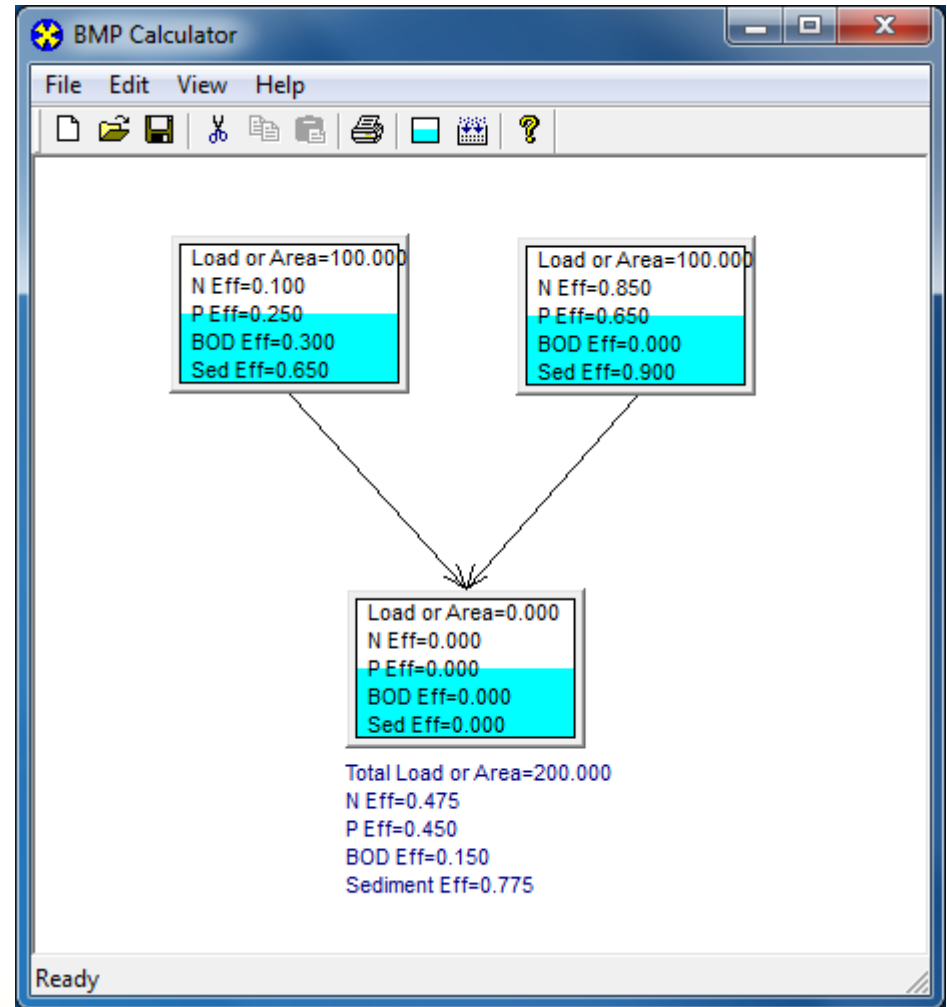 BMP Calculator
File Edit View Help
Load or Area=100.000
N Eff=0.100
P Eff=0.250
BOD Eff=0.300
Sed Eff=0.650
Load or Area=100.000
N Eff=0.850
P Eff=0.650
BOD Eff=0.000
Sed Eff=0.900
Load or Area=0.000
N Eff=0.000
P Eff=0.000
BOD Eff=0.000
Sed Eff=0.000
Total Load or Area=200.000
N Eff=0.475
P Eff=0.450
BOD Eff=0.150
Sediment Eff=0.775
Ready